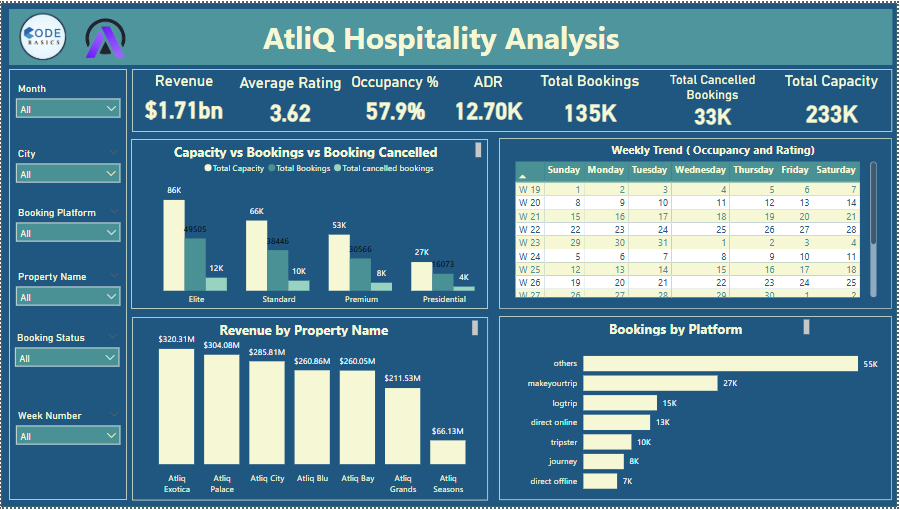 CODE
BASICS
AtliQ Hospitality Analysis
Month
All
City
All
Booking Platform
All
Property Name
All
Booking Status
All
Week Number
All
Revenue
$1.71bn
Average Rating
3.62
Occupancy %
57.9%
ADR
12.70K
Total Bookings
135K
Total Cancelled
Bookings
33K
Total Capacity
233K
Capacity vs Bookings vs Booking Cancelled
Total Capacity Total Bookings Total cancelled bookings
86K
49505
12K
66K
38446
10K
53K
30566
8K
27K
16073
4K
Elite Standard Premium Presidential
Weekly Trend ( Occupancy and Rating)
Sunday Monday Tuesday Wednesday Thursday Friday Saturday
W 19 1 2 3 4 5 6 7
W 20 8 9 10 11 12 13 14
W 21 15 16 17 18 19 20 21
W 22 22 23 24 25 26 27 28
W 23 29 30 31 1 2 3 4
W 24 5 6 7 8 9 10 11
W 25 12 13 14 15 16 17 18
W 26 19 20 21 22 23 24 25
W 27 26 27 28 29 30 1 2
Revenue by Property Name
$320.31M $304.08M $285.81M $260.86M $260.05M $211.53M $66.13M
Atliq Exotica
Atliq Palace
Atliq City
Atliq Blu
Atliq Bay
Atliq Grands
Atliq Seasons
Bookings by Platform
others 55K
makeyourtrip 27K
logtrip 15K
direct online 13K
tripster 10K
journey 8K
direct offline 7K